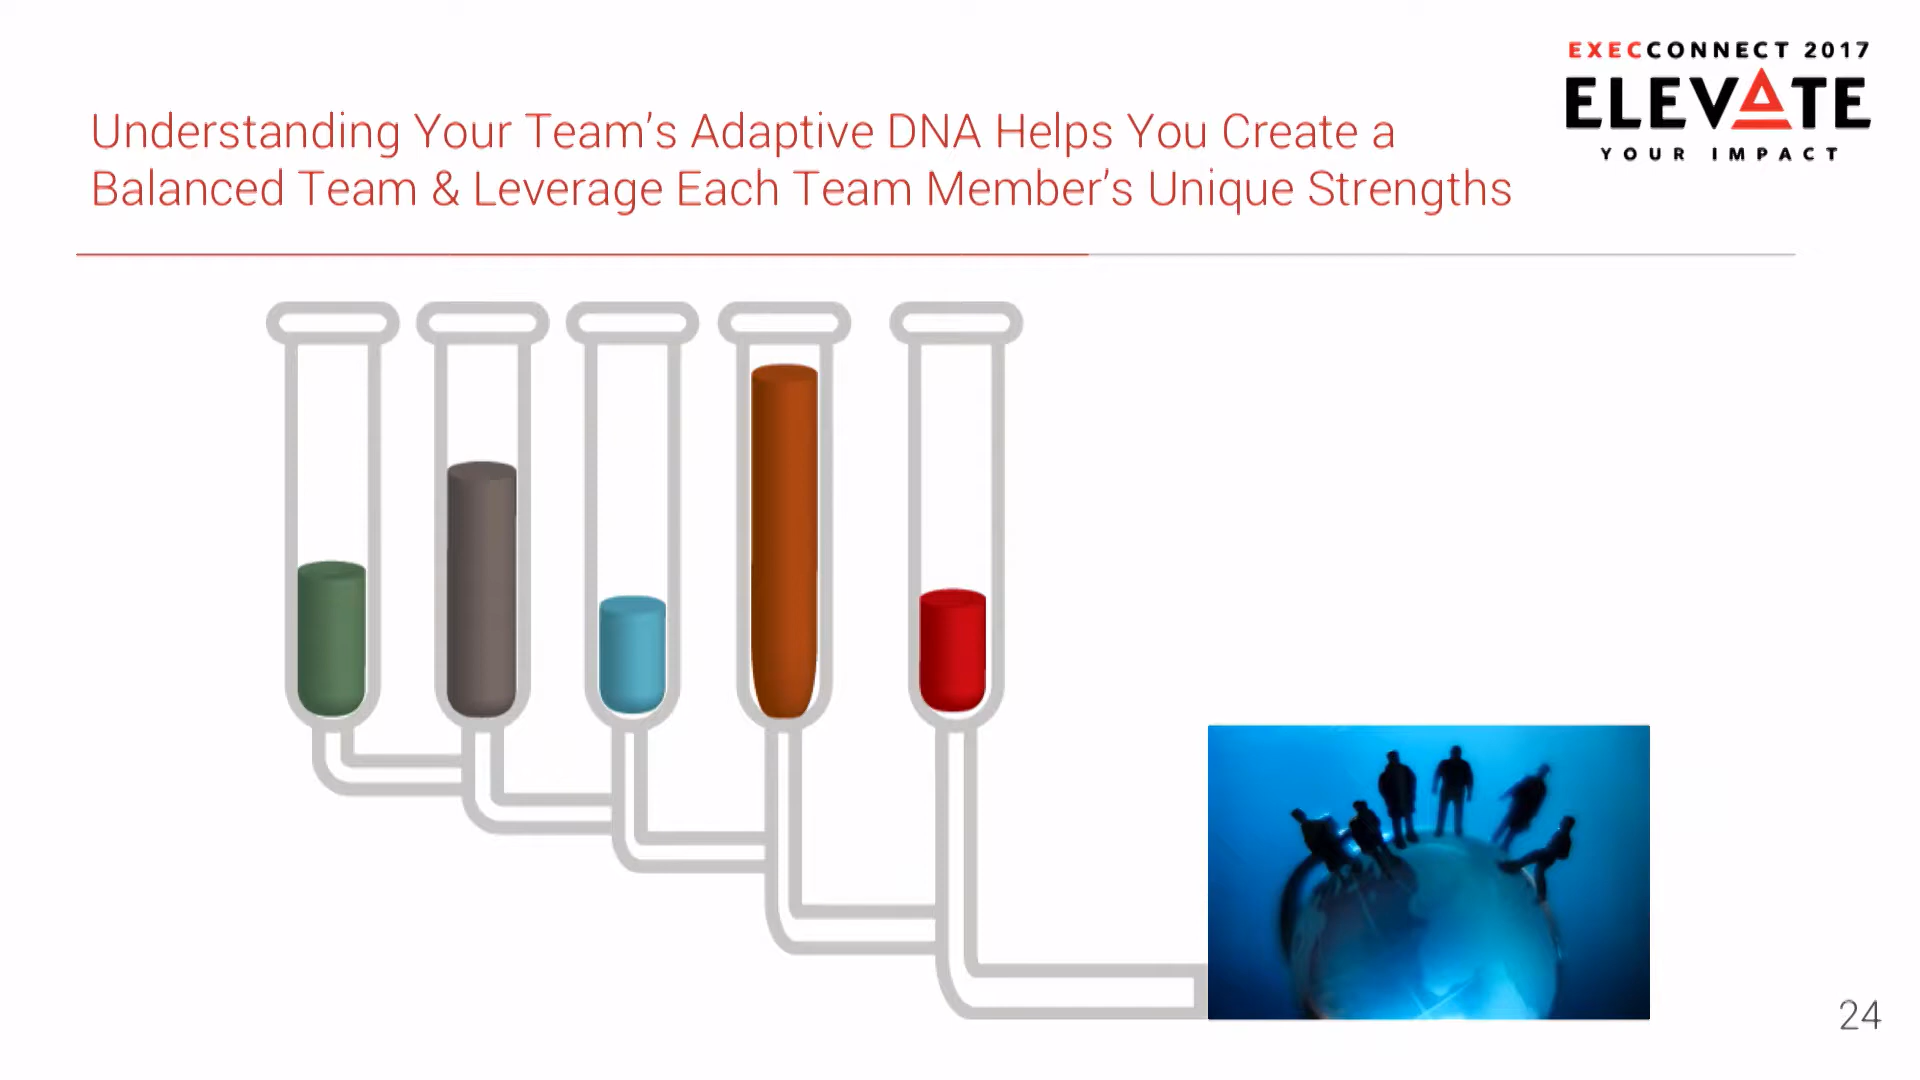 EXECCONNECT 2017
ELEVATE
YOUR IMPACT
Understanding Your Team's Adaptive DNA Helps You Create a
Balanced Team & Leverage Each Team Member's Unique Strengths
24